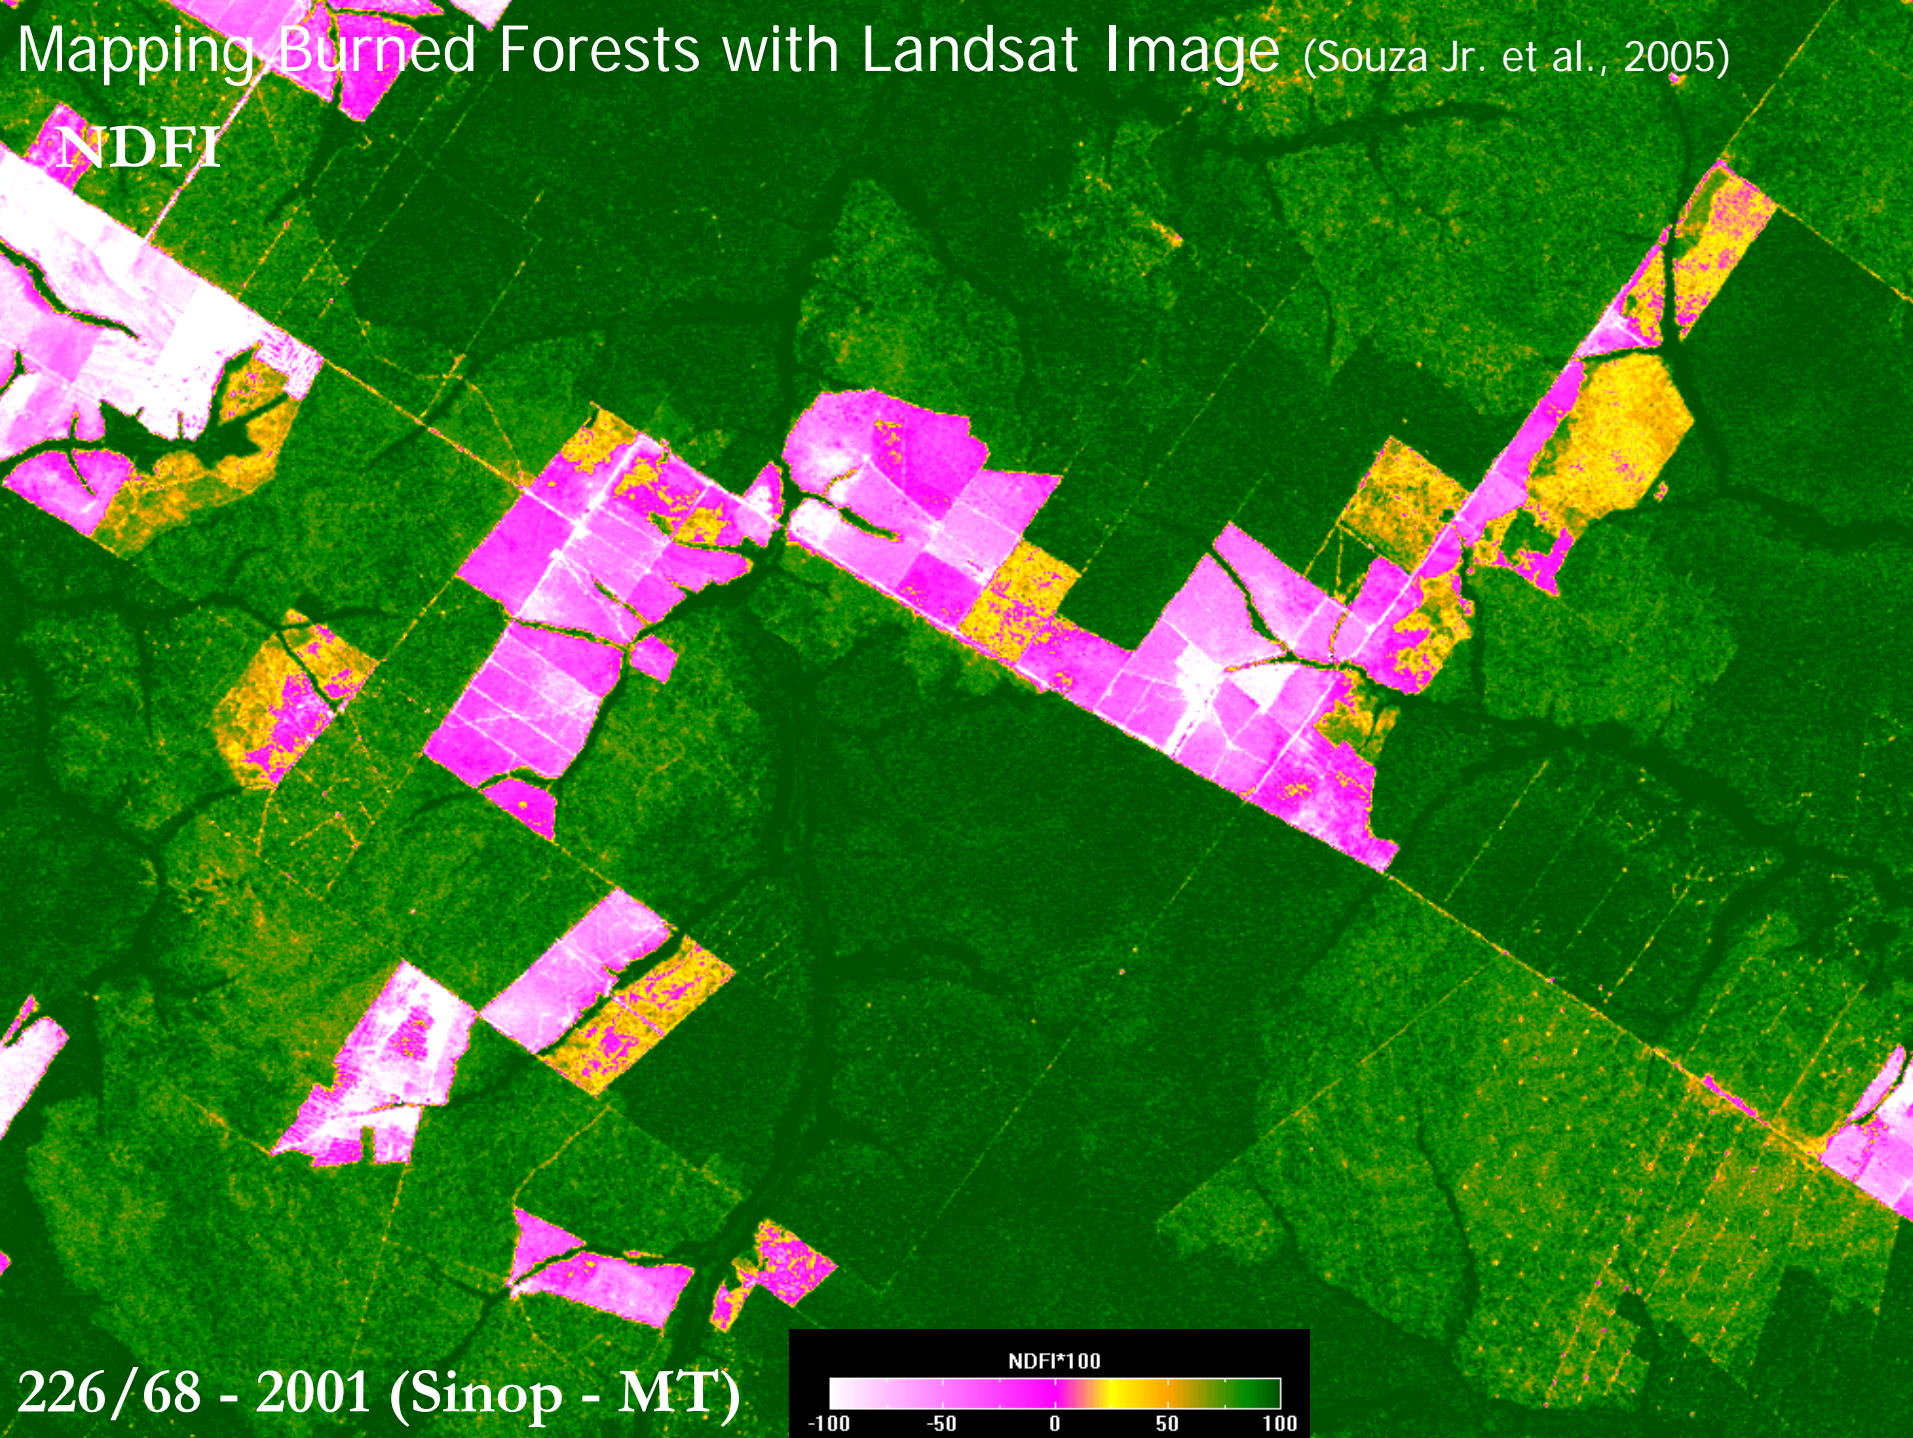 Mapping Burned Forests with Landsat Image (Souza Jr. et al., 2005)
NDFI
226/68 - 2001 (Sinop - MT)
NDFI*100
-100 -50 0 50 100